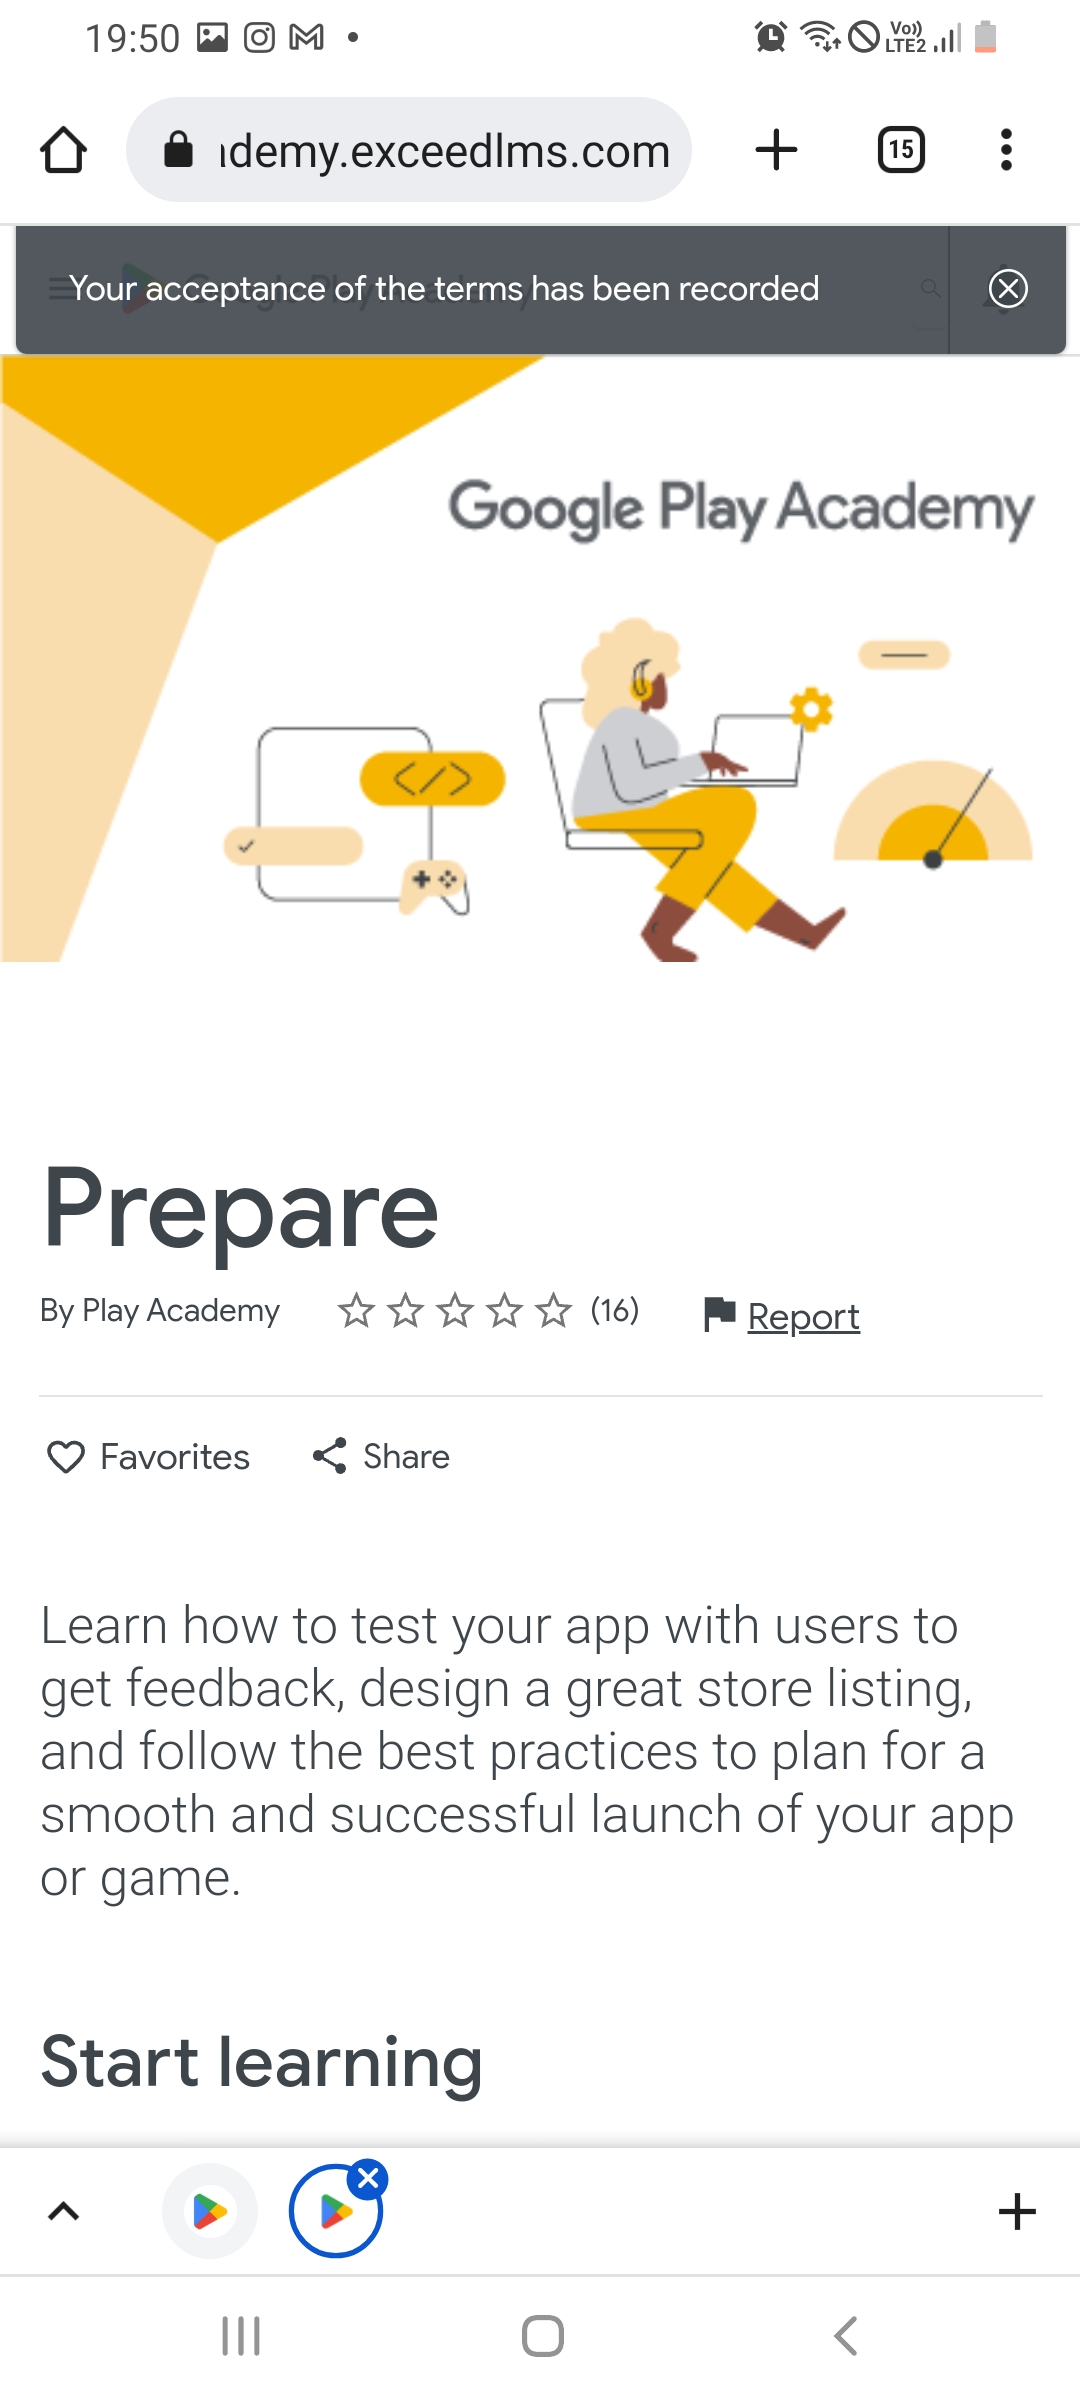 19:50
Vo))
LTE2
ademy.exceedlms.com
15
Your acceptance of the terms has been recorded
Google Play Academy
</>
Prepare
By Play Academy
(16)
Report
Favorites
Share
Learn how to test your app with users to
get feedback, design a great store listing,
and follow the best practices to plan for a
smooth and successful launch of your app
or game.
Start learning